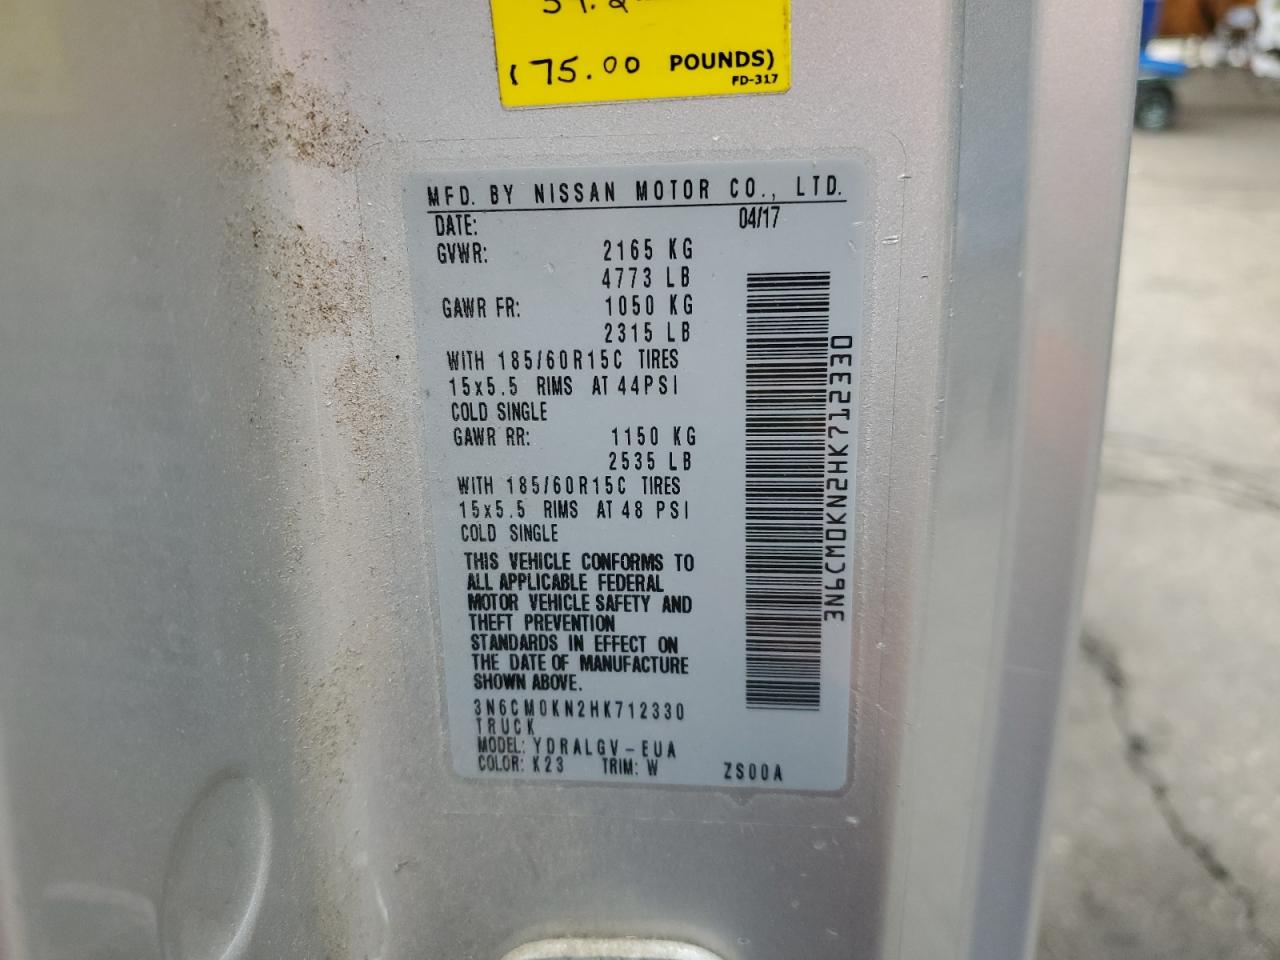 (75.00 POUNDS)
FD-317
MFD. BY NISSAN MOTOR CO., LTD.
DATE: 04/17
GVWR: 2165 KG
4773 LB
GAWR FR: 1050 KG
2315 LB
WITH 185/60R15C TIRES
15x5.5 RIMS AT 44PSI
COLD SINGLE
GAWR RR: 1150 KG
2535 LB
WITH 185/60R15C TIRES
15x5.5 RIMS AT 48 PSI
COLD SINGLE
THIS VEHICLE CONFORMS TO
ALL APPLICABLE FEDERAL
MOTOR VEHICLE SAFETY AND
THEFT PREVENTION
STANDARDS IN EFFECT ON
THE DATE OF MANUFACTURE
SHOWN ABOVE.
3N6CM0KN2HK712330
TRUCK
MODEL: YDRALGV-EUA
COLOR: K23 TRIM: W ZS00A
3N6CM0KN2HK712330